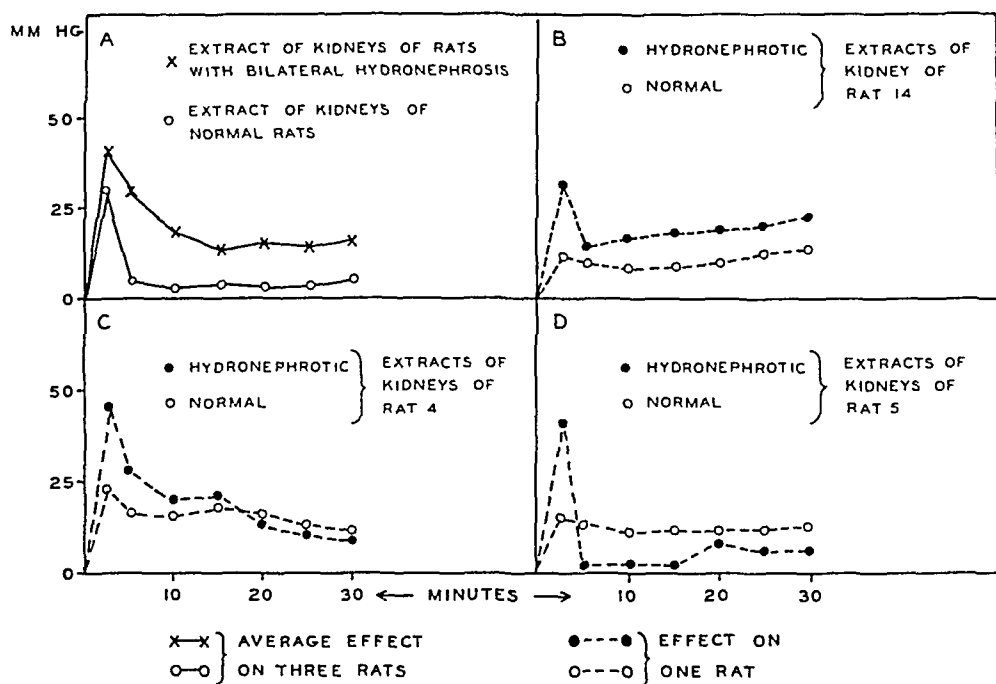 MM HG
A
X EXTRACT OF KIDNEYS OF RATS
WITH BILATERAL HYDRONEPHROSIS
EXTRACT OF KIDNEYS OF
NORMAL RATS
50
25
0
B
HYDRONEPHROTIC
NORMAL
EXTRACTS OF
KIDNEY OF
RAT 14
C
HYDRONEPHROTIC
NORMAL
EXTRACTS OF
KIDNEYS OF
RAT 4
50
25
0
D
HYDRONEPHROTIC
NORMAL
EXTRACTS OF
KIDNEYS OF
RAT 5
10 20 30 MINUTES 10 20 30
X—X AVERAGE EFFECT
ON THREE RATS
EFFECT ON
ONE RAT